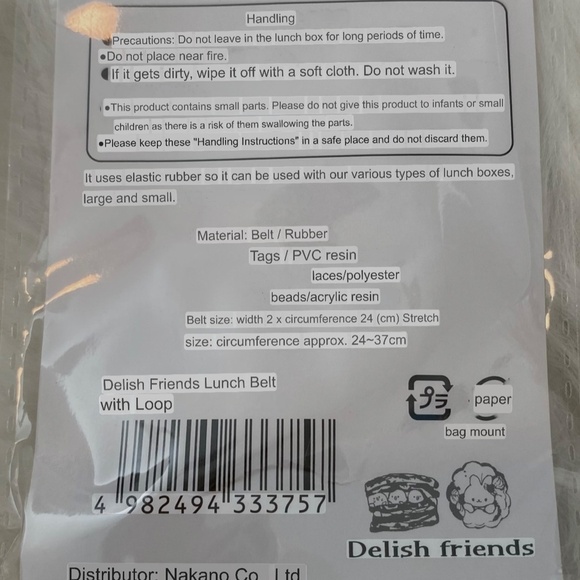 Handling
Precautions: Do not leave in the lunch box for long periods of time.
●Do not place near fire.
If it gets dirty, wipe it off with a soft cloth. Do not wash it.
●This product contains small parts. Please do not give this product to infants or small
children as there is a risk of them swallowing the parts.
●Please keep these "Handling Instructions" in a safe place and do not discard them.
It uses elastic rubber so it can be used with our various types of lunch boxes,
large and small.
Material: Belt / Rubber
Tags / PVC resin
laces/polyester
beads/acrylic resin
Belt size: width 2 x circumference 24 (cm) Stretch
size: circumference approx. 24~37cm
Delish Friends Lunch Belt
with Loop
プラ
paper
bag mount
4 982494 333757
Delish friends
Distributor: Nakano Co., Ltd.